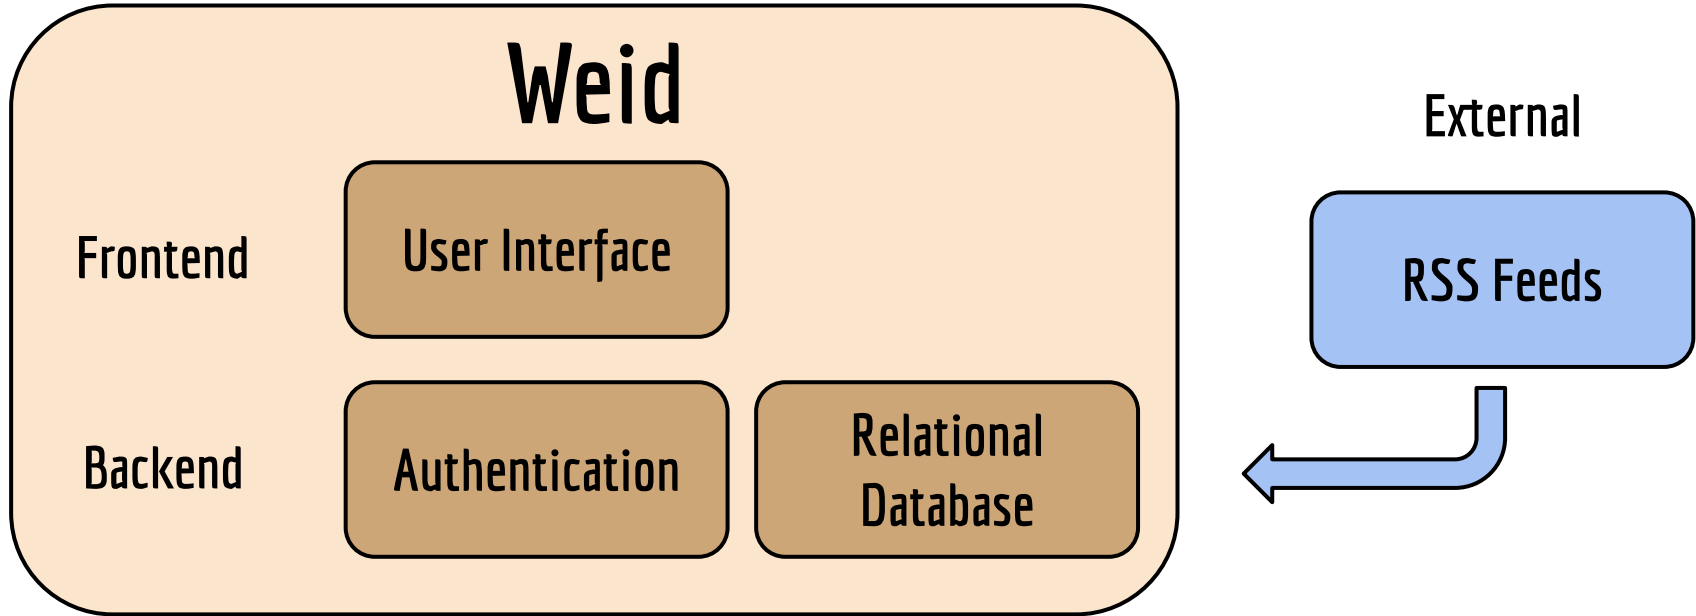 Weid
External
Frontend
User Interface
RSS Feeds
Backend
Authentication
Relational
Database